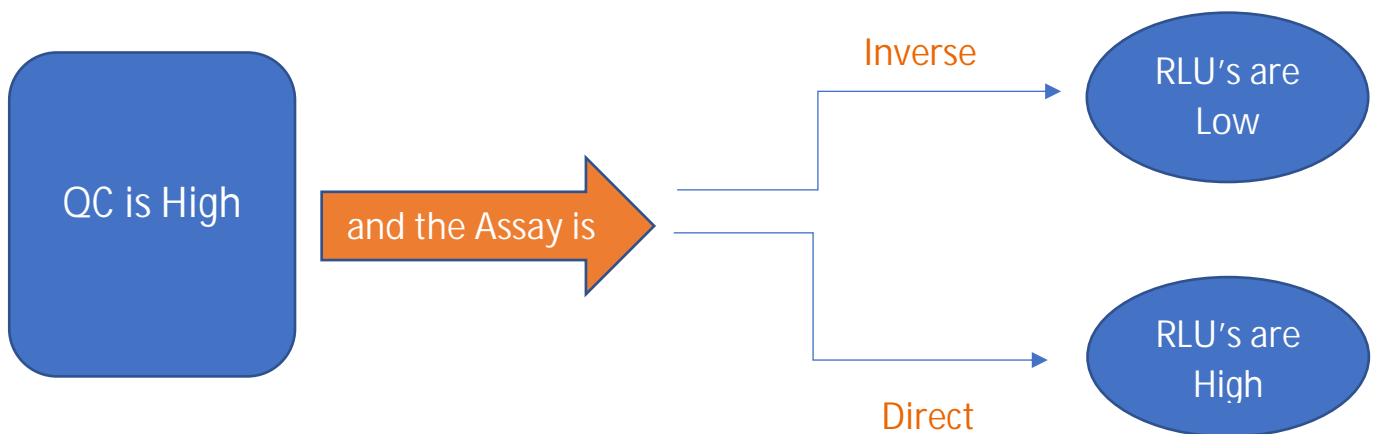 QC is High
and the Assay is
Inverse
RLU's are
Low
Direct
RLU's are
High